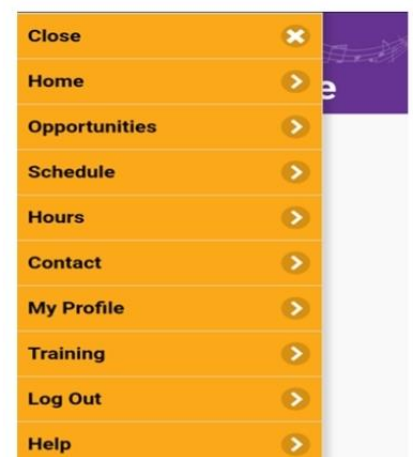 Close
Home
e
Opportunities
Schedule
Hours
Contact
My Profile
Training
Log Out
Help